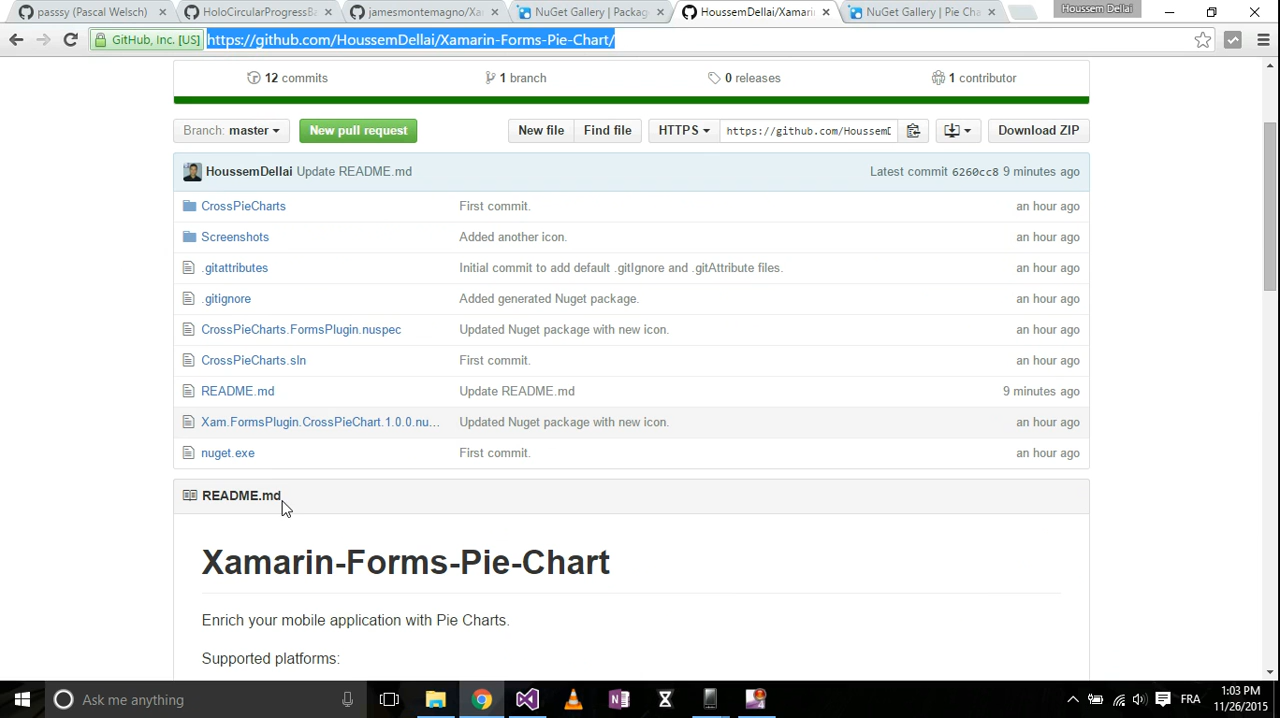 passsy (Pascal Welsch)
HoloCircularProgressBa
jamesmontemagno/Xa
NuGet Gallery | Packag
HoussemDellai/Xamarin
NuGet Gallery | Pie Cha
Houssem Dellai
GitHub, Inc. [US]
https://github.com/HoussemDellai/Xamarin-Forms-Pie-Chart/
12 commits
1 branch
0 releases
1 contributor
Branch: master
New pull request
New file
Find file
HTTPS
https://github.com/HoussemD
Download ZIP
HoussemDellai Update README.md
Latest commit 6260cc8 9 minutes ago
CrossPieCharts First commit. an hour ago
Screenshots Added another icon. an hour ago
.gitattributes Initial commit to add default .gitIgnore and .gitAttribute files. an hour ago
.gitignore Added generated Nuget package. an hour ago
CrossPieCharts.FormsPlugin.nuspec Updated Nuget package with new icon. an hour ago
CrossPieCharts.sln First commit. an hour ago
README.md Update README.md 9 minutes ago
Xam.FormsPlugin.CrossPieChart.1.0.0.nu... Updated Nuget package with new icon. an hour ago
nuget.exe First commit. an hour ago
README.md
Xamarin-Forms-Pie-Chart
Enrich your mobile application with Pie Charts.
Supported platforms:
Ask me anything
FRA
1:03 PM
11/26/2015